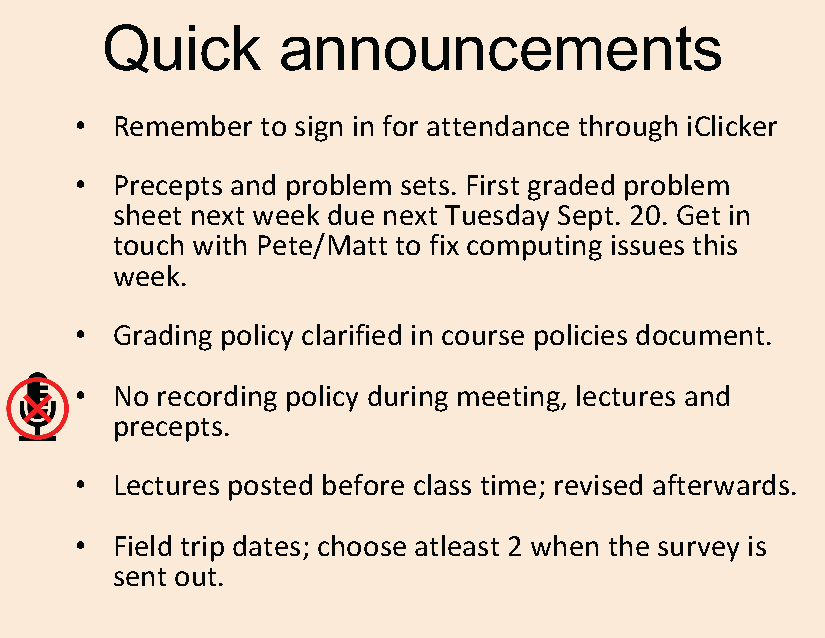 Quick announcements
• Remember to sign in for attendance through iClicker
• Precepts and problem sets. First graded problem
sheet next week due next Tuesday Sept. 20. Get in
touch with Pete/Matt to fix computing issues this
week.
• Grading policy clarified in course policies document.
• No recording policy during meeting, lectures and
precepts.
• Lectures posted before class time; revised afterwards.
• Field trip dates; choose atleast 2 when the survey is
sent out.